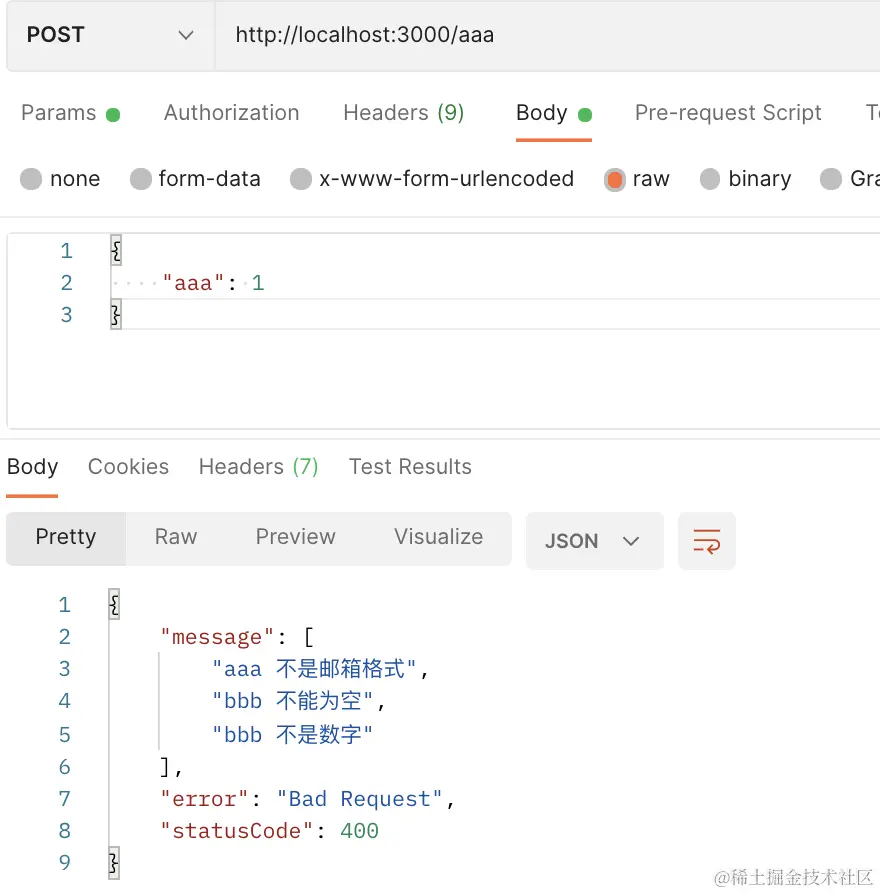 POST http://localhost:3000/aaa
Params Authorization Headers (9) Body Pre-request Script
none form-data x-www-form-urlencoded raw binary Gra
1 {
2 ···· "aaa":·1
3 }
Body Cookies Headers (7) Test Results
Pretty Raw Preview Visualize JSON
1 {
2 "message": [
3 "aaa 不是邮箱格式",
4 "bbb 不能为空",
5 "bbb 不是数字"
6 ],
7 "error": "Bad Request",
8 "statusCode": 400
9 }
@稀土掘金技术社区